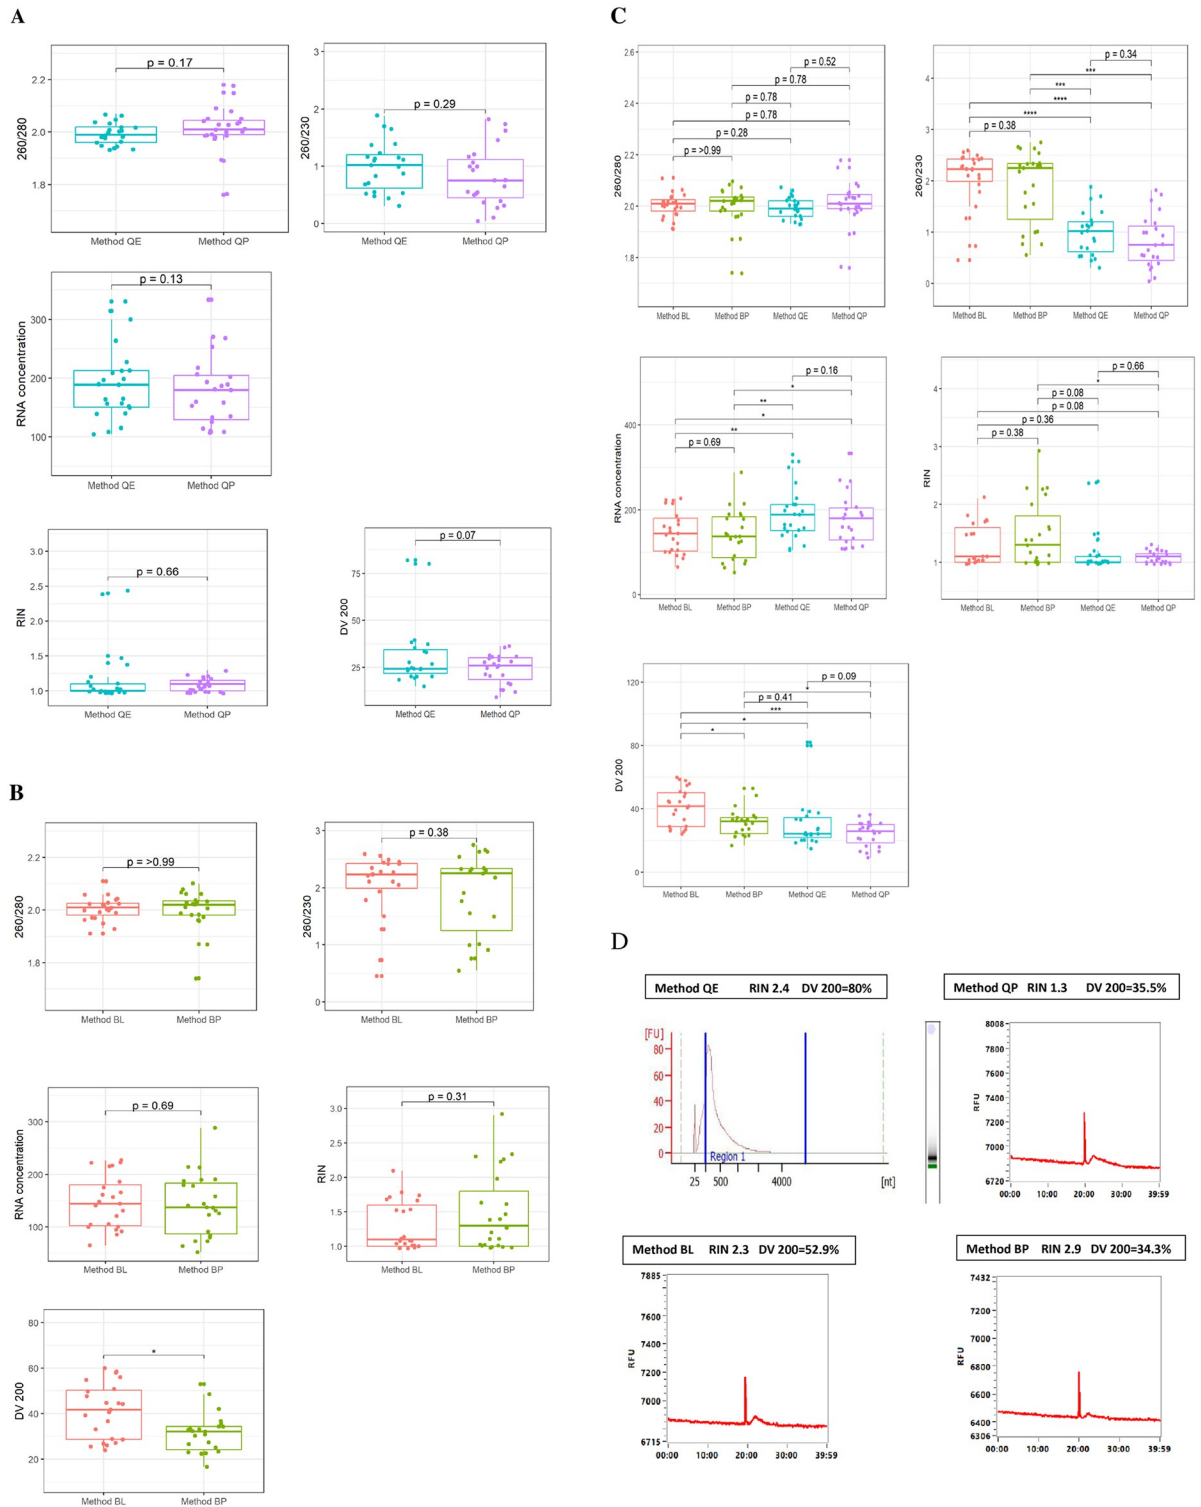 A
p = 0.17
260/280
2.2
2.0
1.8
Method QE
Method QP
p = 0.29
260/230
3
2
1
0
Method QE
Method QP
p = 0.13
RNA concentration
300
200
100
Method QE
Method QP
p = 0.66
RIN
3.0
2.5
2.0
1.5
1.0
Method QE
Method QP
p = 0.07
DV 200
75
50
25
Method QE
Method QP
B
p = >0.99
260/280
2.2
2.0
1.8
Method BL
Method BP
p = 0.38
260/230
3
2
1
0
Method BL
Method BP
p = 0.69
RNA concentration
300
200
100
Method BL
Method BP
p = 0.31
RIN
3.0
2.5
2.0
1.5
1.0
Method BL
Method BP
*
DV 200
80
60
40
20
Method BL
Method BP
C
p = 0.52
p = 0.78
p = 0.78
p = 0.78
p = 0.28
p = >0.99
260/280
2.6
2.4
2.2
2.0
1.8
Method BL
Method BP
Method QE
Method QP
p = 0.34
***
***
****
****
p = 0.38
260/230
4
3
2
1
0
Method BL
Method BP
Method QE
Method QP
p = 0.16
*
**
*
**
p = 0.69
RNA concentration
400
200
0
Method BL
Method BP
Method QE
Method QP
p = 0.66
*
p = 0.08
p = 0.08
p = 0.36
p = 0.38
RIN
4
3
2
1
Method BL
Method BP
Method QE
Method QP
p = 0.09
*
p = 0.41
***
*
*
DV 200
120
80
40
0
Method BL
Method BP
Method QE
Method QP
D
Method QE RIN 2.4 DV 200=80%
[FU]
80
60
40
20
0
Region 1
25 500 4000 [nt]
Method QP RIN 1.3 DV 200=35.5%
RFU
8008
7800
7600
7400
7200
7000
6720
00:00 10:00 20:00 30:00 39:59
Method BL RIN 2.3 DV 200=52.9%
RFU
7885
7600
7400
7200
7000
6715
00:00 10:00 20:00 30:00 39:59
Method BP RIN 2.9 DV 200=34.3%
RFU
7432
7200
7000
6800
6600
6400
6306
00:00 10:00 20:00 30:00 39:59